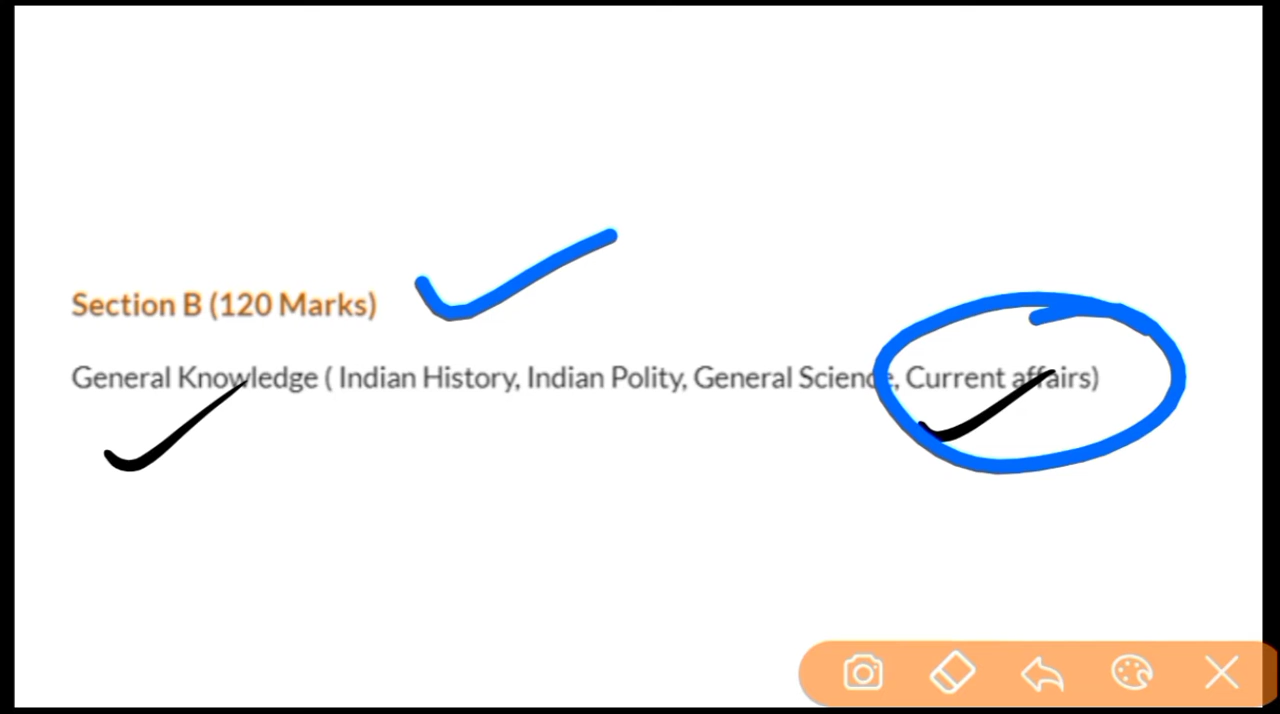 Section B (120 Marks)
General Knowledge ( Indian History, Indian Polity, General Science, Current affairs)